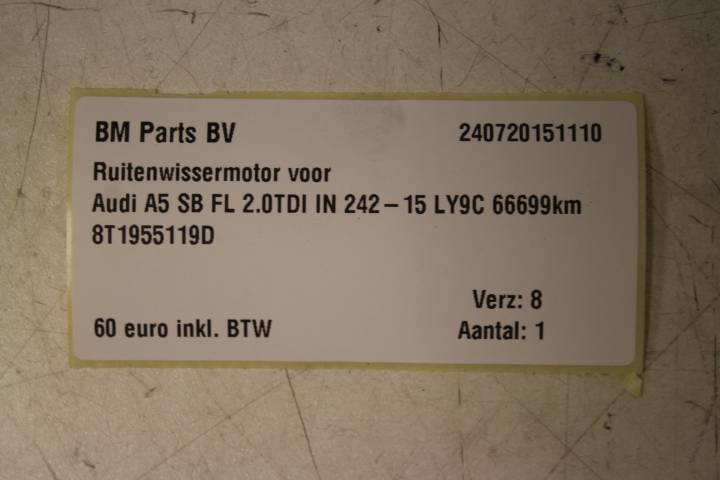 BM Parts BV 240720151110
Ruitenwissermotor voor
Audi A5 SB FL 2.0TDI IN 242-15 LY9C 66699km
8T1955119D
Verz: 8
60 euro inkl. BTW Aantal: 1